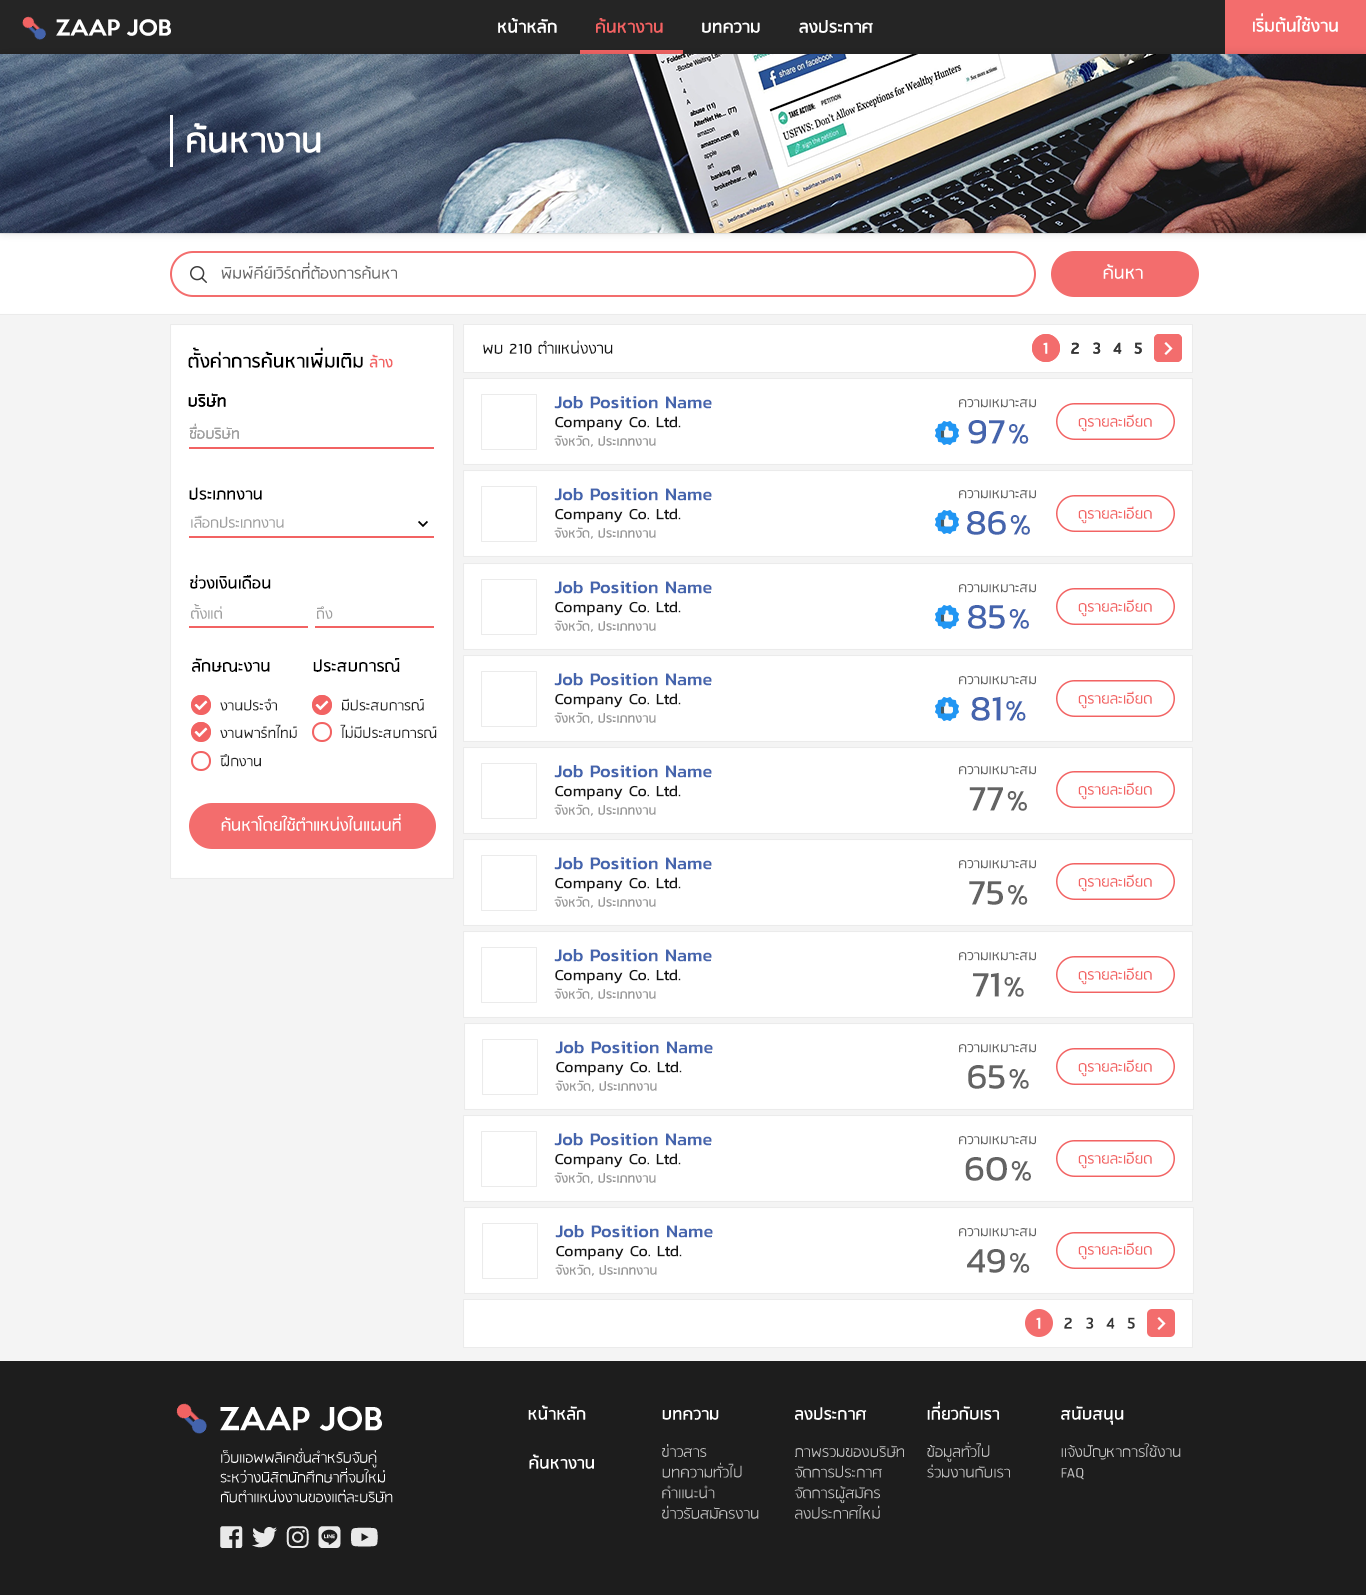 ZAAP JOB
หน้าหลัก
ค้นหางาน
บทความ
ลงประกาศ
เริ่มต้นใช้งาน
share on facebook
TAKE ACTION: PETITION
USFWS: Don't Allow Exceptions for Wealthy Hunters
sign the petition
See more actions
abuse (11)
amazon
amazon.com (6)
apple
art
banking (28)
ค้นหางาน
พิมพ์คีย์เวิร์ดที่ต้องการค้นหา
ค้นหา
ตั้งค่าการค้นหาเพิ่มเติม ล้าง
บริษัท
ชื่อบริษัท
ประเภทงาน
เลือกประเภทงาน
ช่วงเงินเดือน
ตั้งแต่ ถึง
ลักษณะงาน ประสบการณ์
งานประจำ มีประสบการณ์
งานพาร์ทไทม์ ไม่มีประสบการณ์
ฝึกงาน
ค้นหาโดยใช้ตำแหน่งในแผนที่
พบ 210 ตำแหน่งงาน
1 2 3 4 5
Job Position Name
Company Co. Ltd.
จังหวัด, ประเภทงาน
ความเหมาะสม
97%
ดูรายละเอียด
Job Position Name
Company Co. Ltd.
จังหวัด, ประเภทงาน
ความเหมาะสม
86%
ดูรายละเอียด
Job Position Name
Company Co. Ltd.
จังหวัด, ประเภทงาน
ความเหมาะสม
85%
ดูรายละเอียด
Job Position Name
Company Co. Ltd.
จังหวัด, ประเภทงาน
ความเหมาะสม
81%
ดูรายละเอียด
Job Position Name
Company Co. Ltd.
จังหวัด, ประเภทงาน
ความเหมาะสม
77%
ดูรายละเอียด
Job Position Name
Company Co. Ltd.
จังหวัด, ประเภทงาน
ความเหมาะสม
75%
ดูรายละเอียด
Job Position Name
Company Co. Ltd.
จังหวัด, ประเภทงาน
ความเหมาะสม
71%
ดูรายละเอียด
Job Position Name
Company Co. Ltd.
จังหวัด, ประเภทงาน
ความเหมาะสม
65%
ดูรายละเอียด
Job Position Name
Company Co. Ltd.
จังหวัด, ประเภทงาน
ความเหมาะสม
60%
ดูรายละเอียด
Job Position Name
Company Co. Ltd.
จังหวัด, ประเภทงาน
ความเหมาะสม
49%
ดูรายละเอียด
1 2 3 4 5
ZAAP JOB
เว็บแอพพลิเคชั่นสำหรับจับคู่
ระหว่างนิสิตนักศึกษาที่จบใหม่
กับตำแหน่งงานของแต่ละบริษัท
LINE
หน้าหลัก
ค้นหางาน
บทความ
ข่าวสาร
บทความทั่วไป
คำแนะนำ
ข่าวรับสมัครงาน
ลงประกาศ
ภาพรวมของบริษัท
จัดการประกาศ
จัดการผู้สมัคร
ลงประกาศใหม่
เกี่ยวกับเรา
ข้อมูลทั่วไป
ร่วมงานกับเรา
สนับสนุน
แจ้งปัญหาการใช้งาน
FAQ